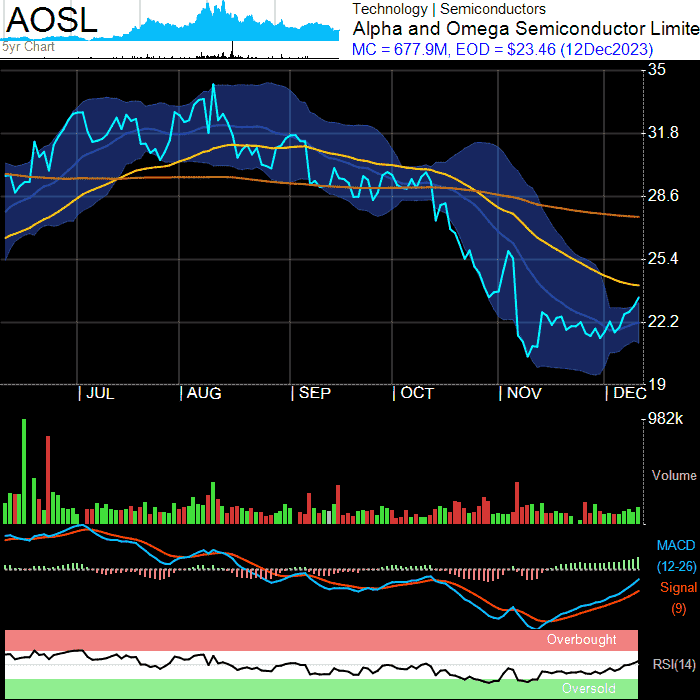 AOSL
5yr Chart
Technology | Semiconductors
Alpha and Omega Semiconductor Limite
MC = 677.9M, EOD = $23.46 (12Dec2023)
35
31.8
28.6
25.4
22.2
19
JUL
AUG
SEP
OCT
NOV
DEC
982k
Volume
MACD
(12-26)
Signal
(9)
Overbought
RSI(14)
Oversold